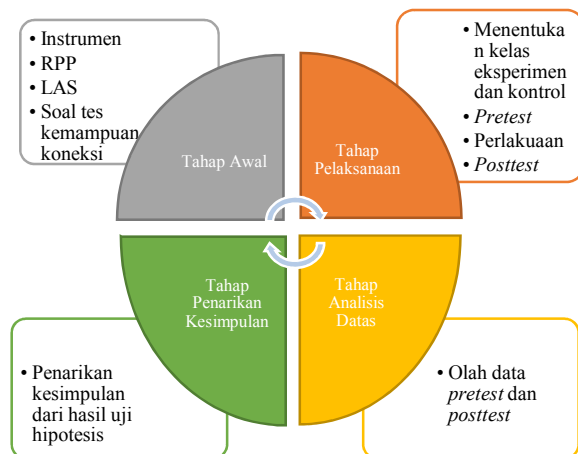 • Instrumen
• RPP
• LAS
• Soal tes
kemampuan
koneksi
Tahap Awal
• Menentuka
n kelas
eksperimen
dan kontrol
• Pretest
• Perlakuaan
• Posttest
Tahap
Pelaksanaan
Tahap
Penarikan
Kesimpulan
• Penarikan
kesimpulan
dari hasil uji
hipotesis
Tahap
Analisis
Datas
• Olah data
pretest dan
posttest